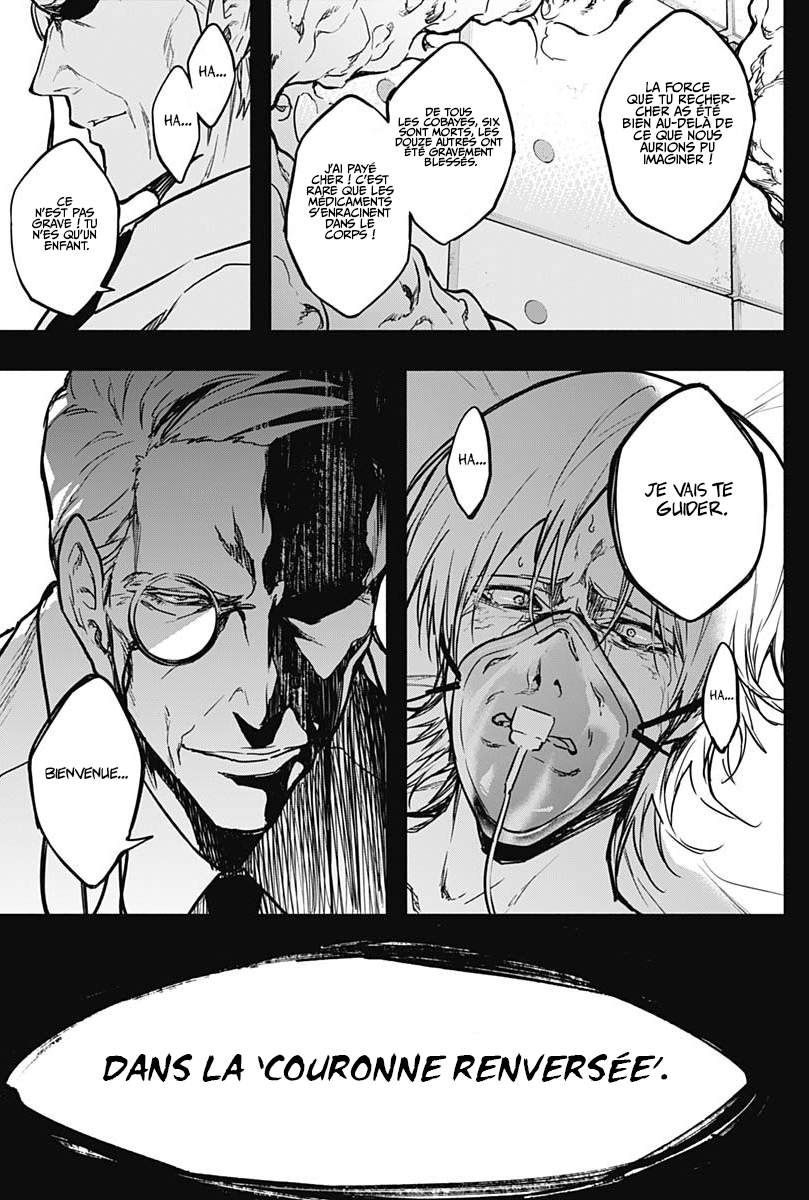 LA FORCE
QUE TU RECHER-
CHER AS ÉTÉ
BIEN AU-DELÀ DE
CE QUE NOUS
AURIONS PU
IMAGINER !
DE TOUS
LES COBAYES, SIX
SONT MORTS, LES
DOUZE AUTRES ONT
ÉTÉ GRAVEMENT
BLESSÉS.
J'AI PAYÉ
CHER ! C'EST
RARE QUE LES
MÉDICAMENTS
S'ENRACINENT
DANS LE
CORPS !
HA...
HA...
CE
N'EST PAS
GRAVE ! TU
N'ES QU'UN
ENFANT.
JE VAIS TE
GUIDER.
HA...
HA...
BIENVENUE...
DANS LA 'COURONNE RENVERSÉE'.